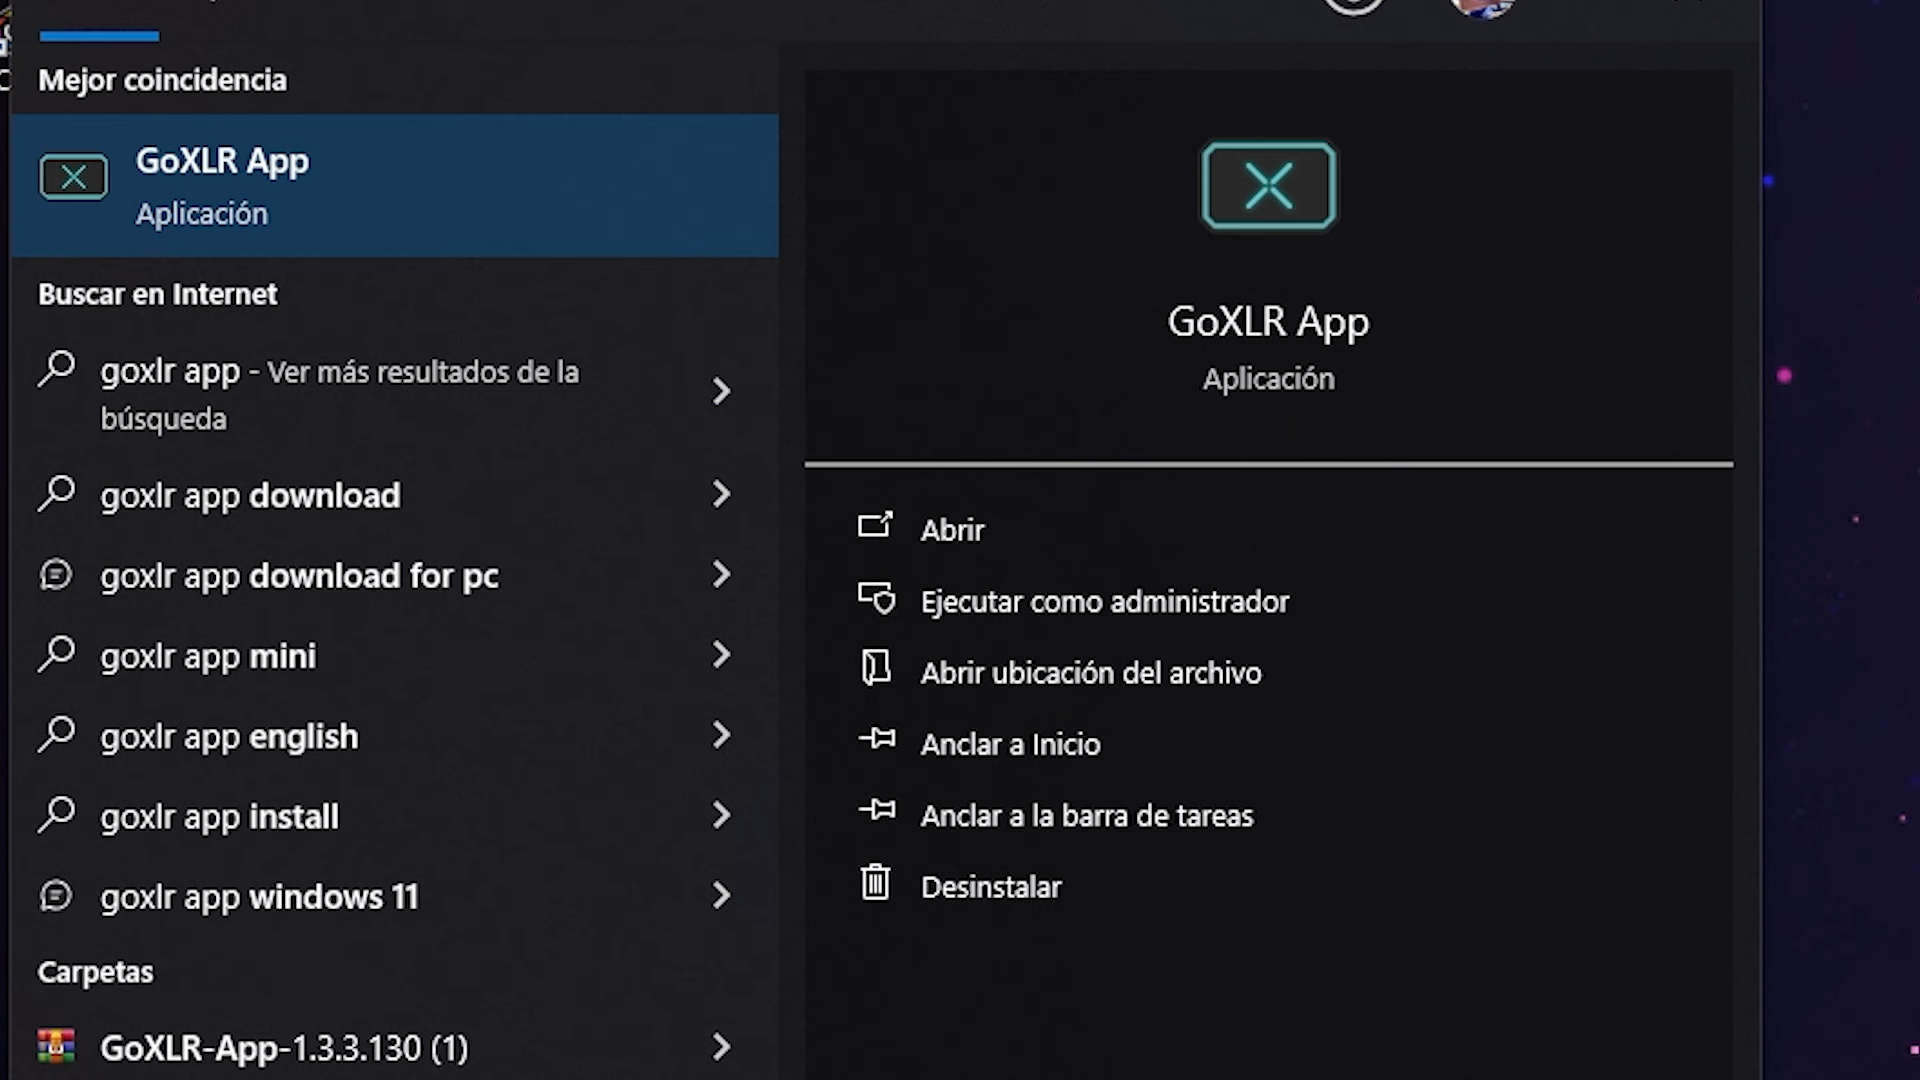 Mejor coincidencia
GoXLR App
Aplicación
Buscar en Internet
goxlr app - Ver más resultados de la
búsqueda
goxlr app download
goxlr app download for pc
goxlr app mini
goxlr app english
goxlr app install
goxlr app windows 11
Carpetas
GoXLR-App-1.3.3.130 (1)
GoXLR App
Aplicación
Abrir
Ejecutar como administrador
Abrir ubicación del archivo
Anclar a Inicio
Anclar a la barra de tareas
Desinstalar